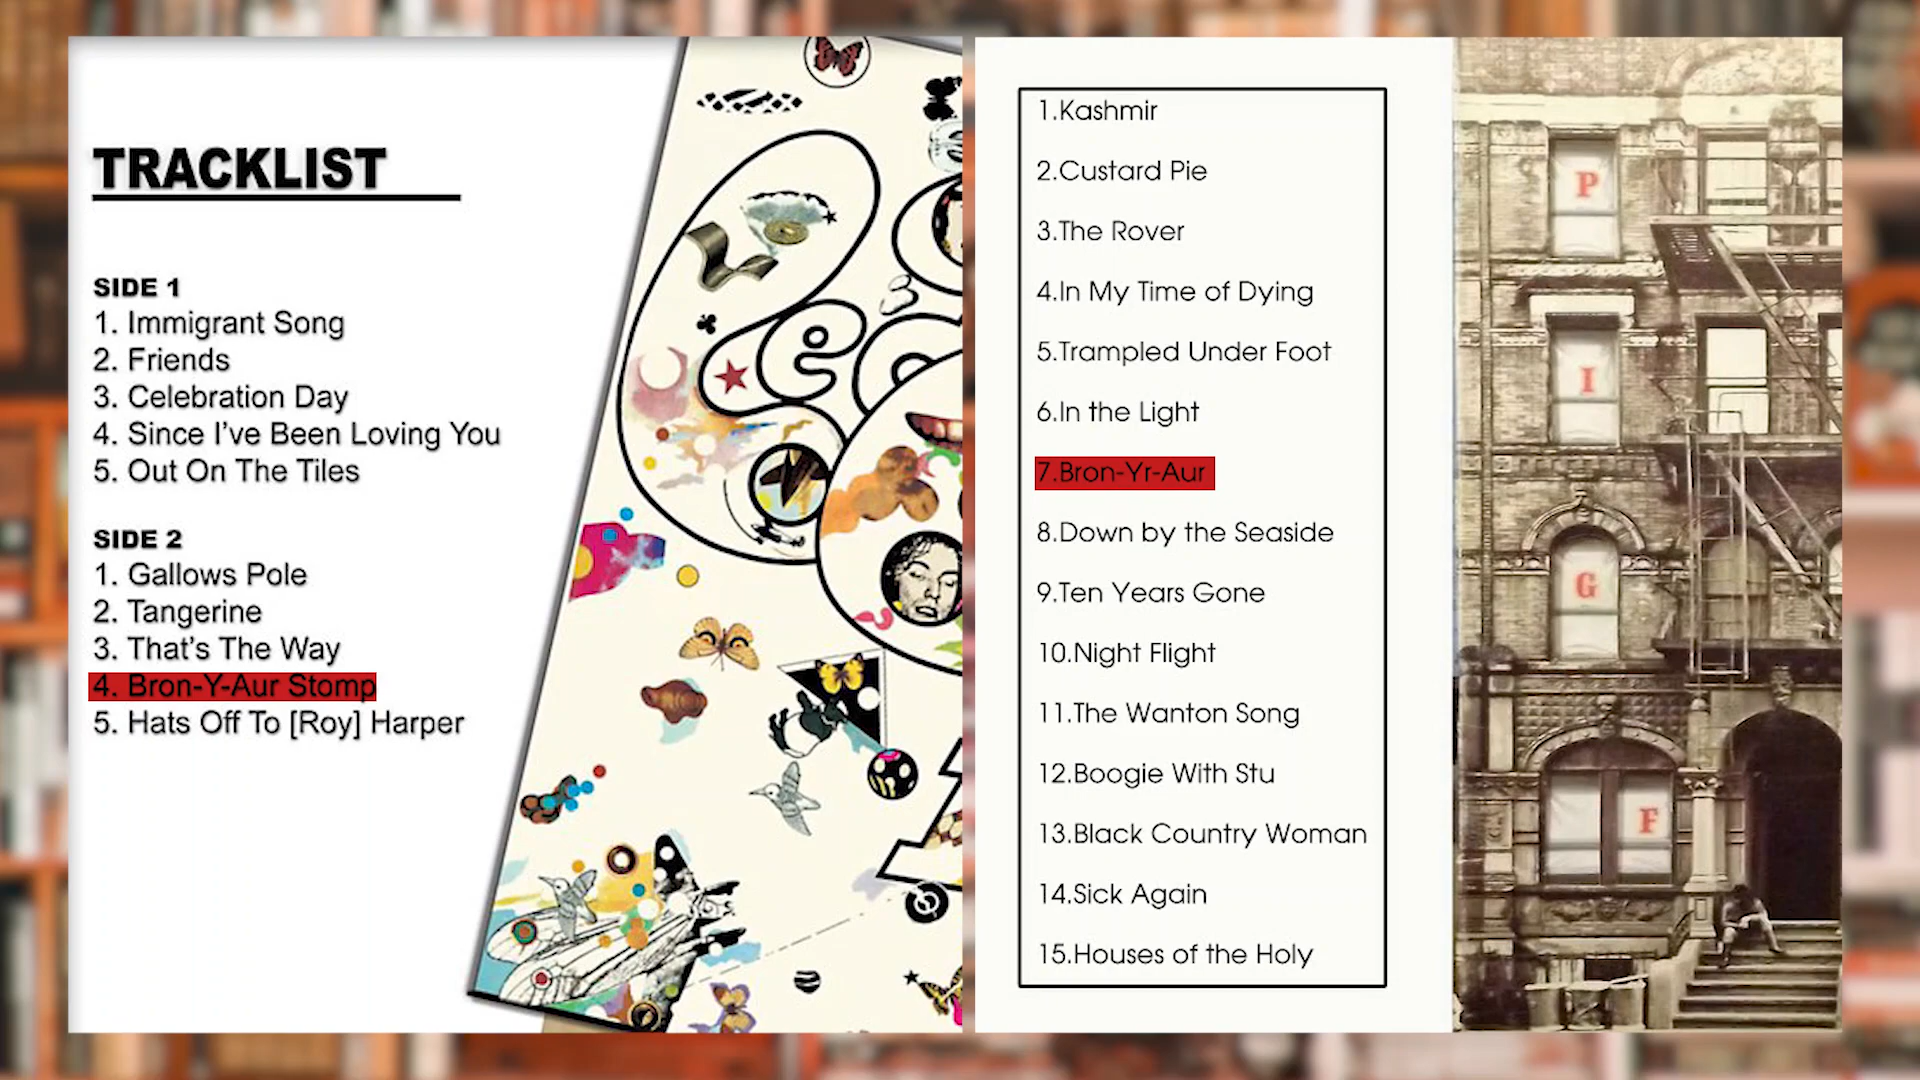 TRACKLIST
SIDE 1
1. Immigrant Song
2. Friends
3. Celebration Day
4. Since I've Been Loving You
5. Out On The Tiles
SIDE 2
1. Gallows Pole
2. Tangerine
3. That's The Way
4. Bron-Y-Aur Stomp
5. Hats Off To [Roy] Harper
1.Kashmir
2.Custard Pie
3.The Rover
4.In My Time of Dying
5.Trampled Under Foot
6.In the Light
7.Bron-Yr-Aur
8.Down by the Seaside
9.Ten Years Gone
10.Night Flight
11.The Wanton Song
12.Boogie With Stu
13.Black Country Woman
14.Sick Again
15.Houses of the Holy
P
I
G
F